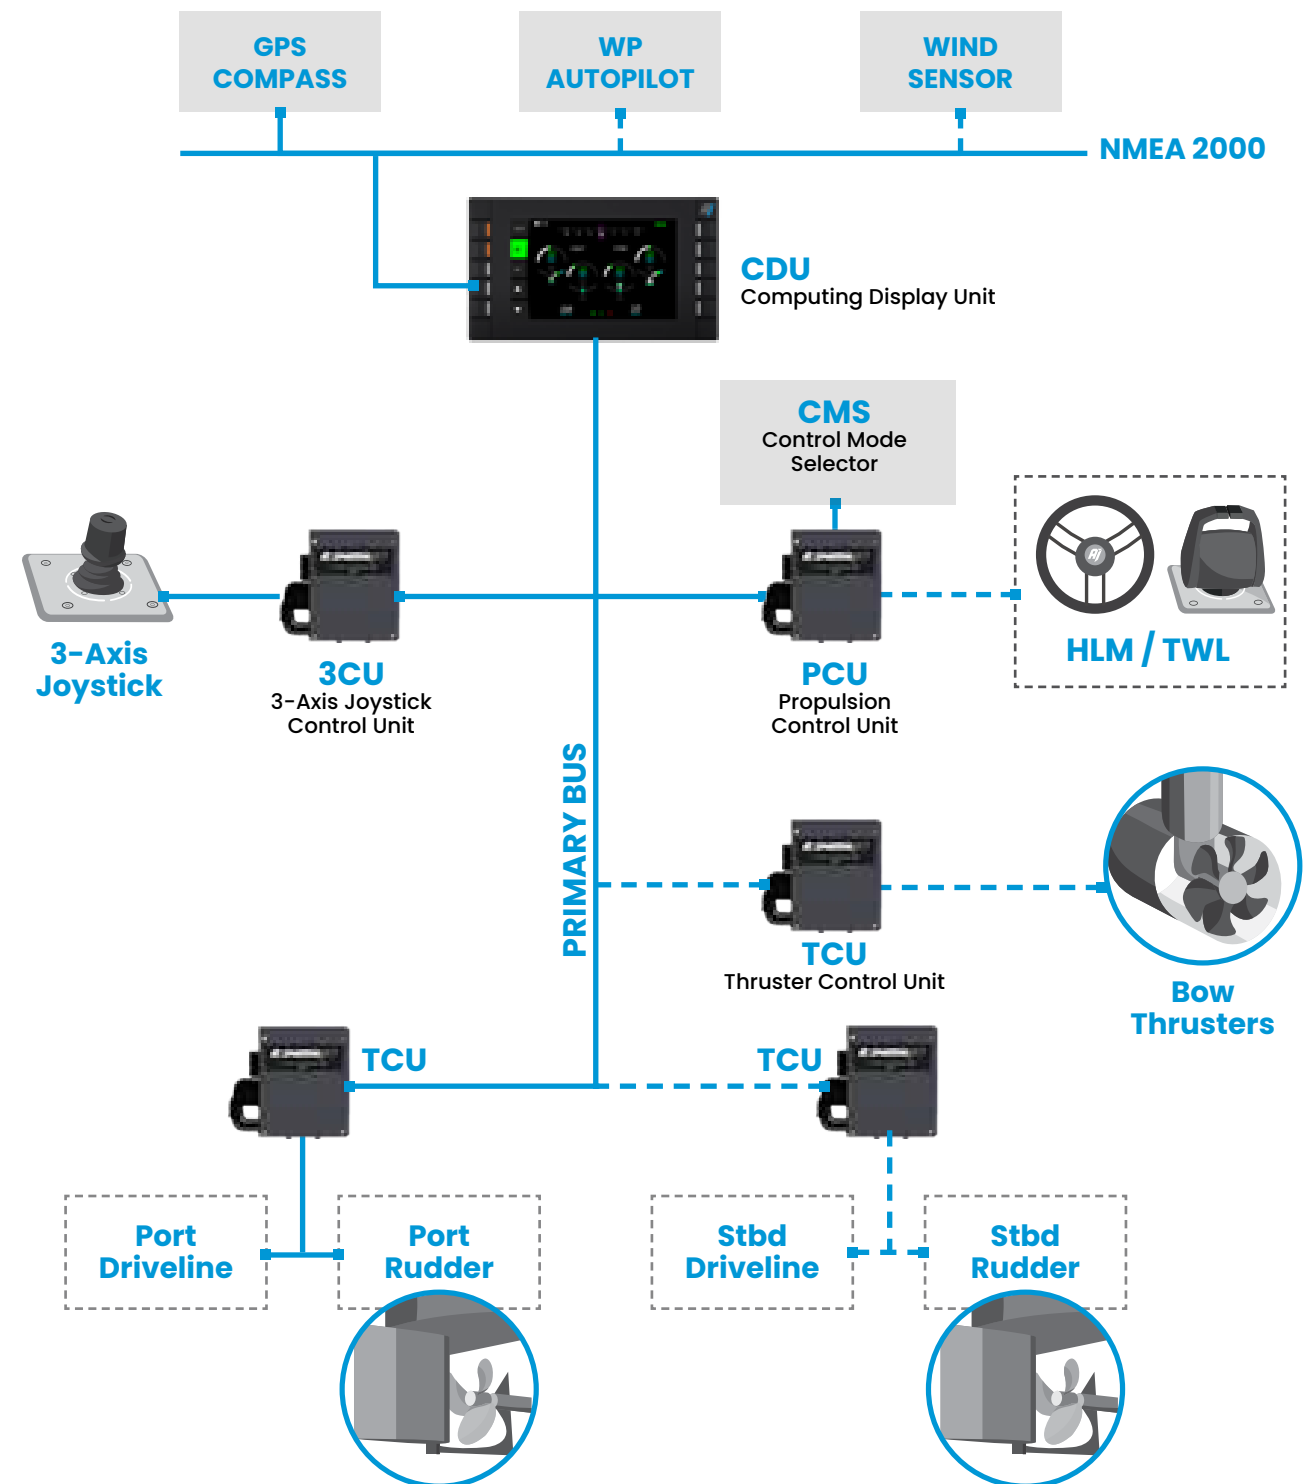 GPS
COMPASS
WP
AUTOPILOT
WIND
SENSOR
NMEA 2000
CDU
Computing Display Unit
CMS
Control Mode
Selector
3-Axis
Joystick
3CU
3-Axis Joystick
Control Unit
PCU
Propulsion
Control Unit
HLM / TWL
PRIMARY BUS
TCU
Thruster Control Unit
Bow
Thrusters
TCU
TCU
Port
Driveline
Port
Rudder
Stbd
Driveline
Stbd
Rudder